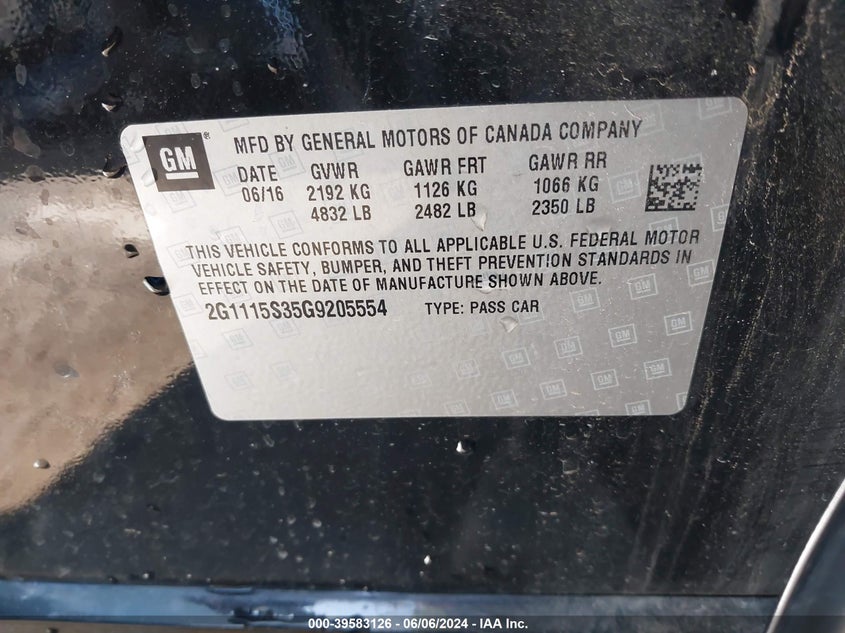 GM ® MFD BY GENERAL MOTORS OF CANADA COMPANY
DATE GVWR GAWR FRT GAWR RR
06/16 2192 KG 1126 KG 1066 KG
4832 LB 2482 LB 2350 LB
THIS VEHICLE CONFORMS TO ALL APPLICABLE U.S. FEDERAL MOTOR
VEHICLE SAFETY, BUMPER, AND THEFT PREVENTION STANDARDS IN
EFFECT ON THE DATE OF MANUFACTURE SHOWN ABOVE.
2G1115S35G9205554 TYPE: PASS CAR
000-39583126 - 06/06/2024 - IAA Inc.